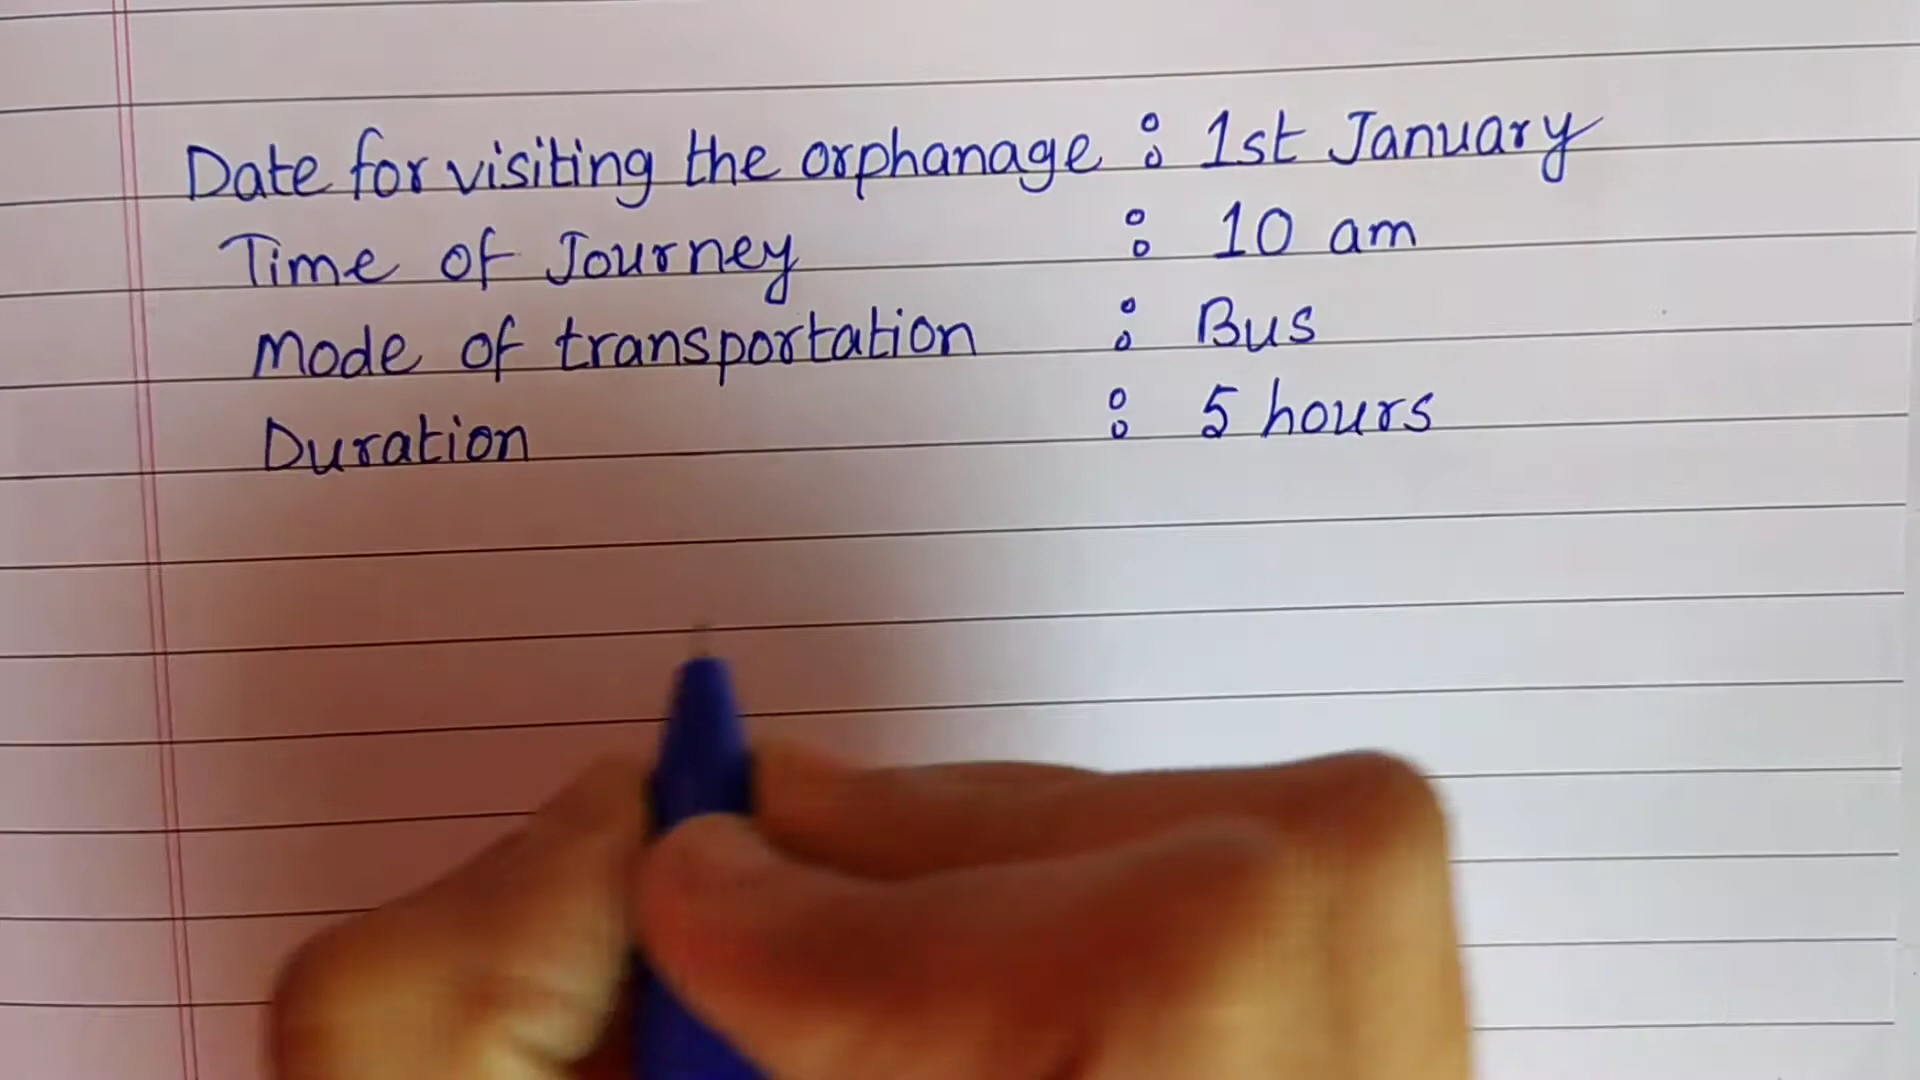 Date for visiting the orphanage : 1st January
Time of Journey : 10 am
Mode of transportation : Bus
Duration : 5 hours